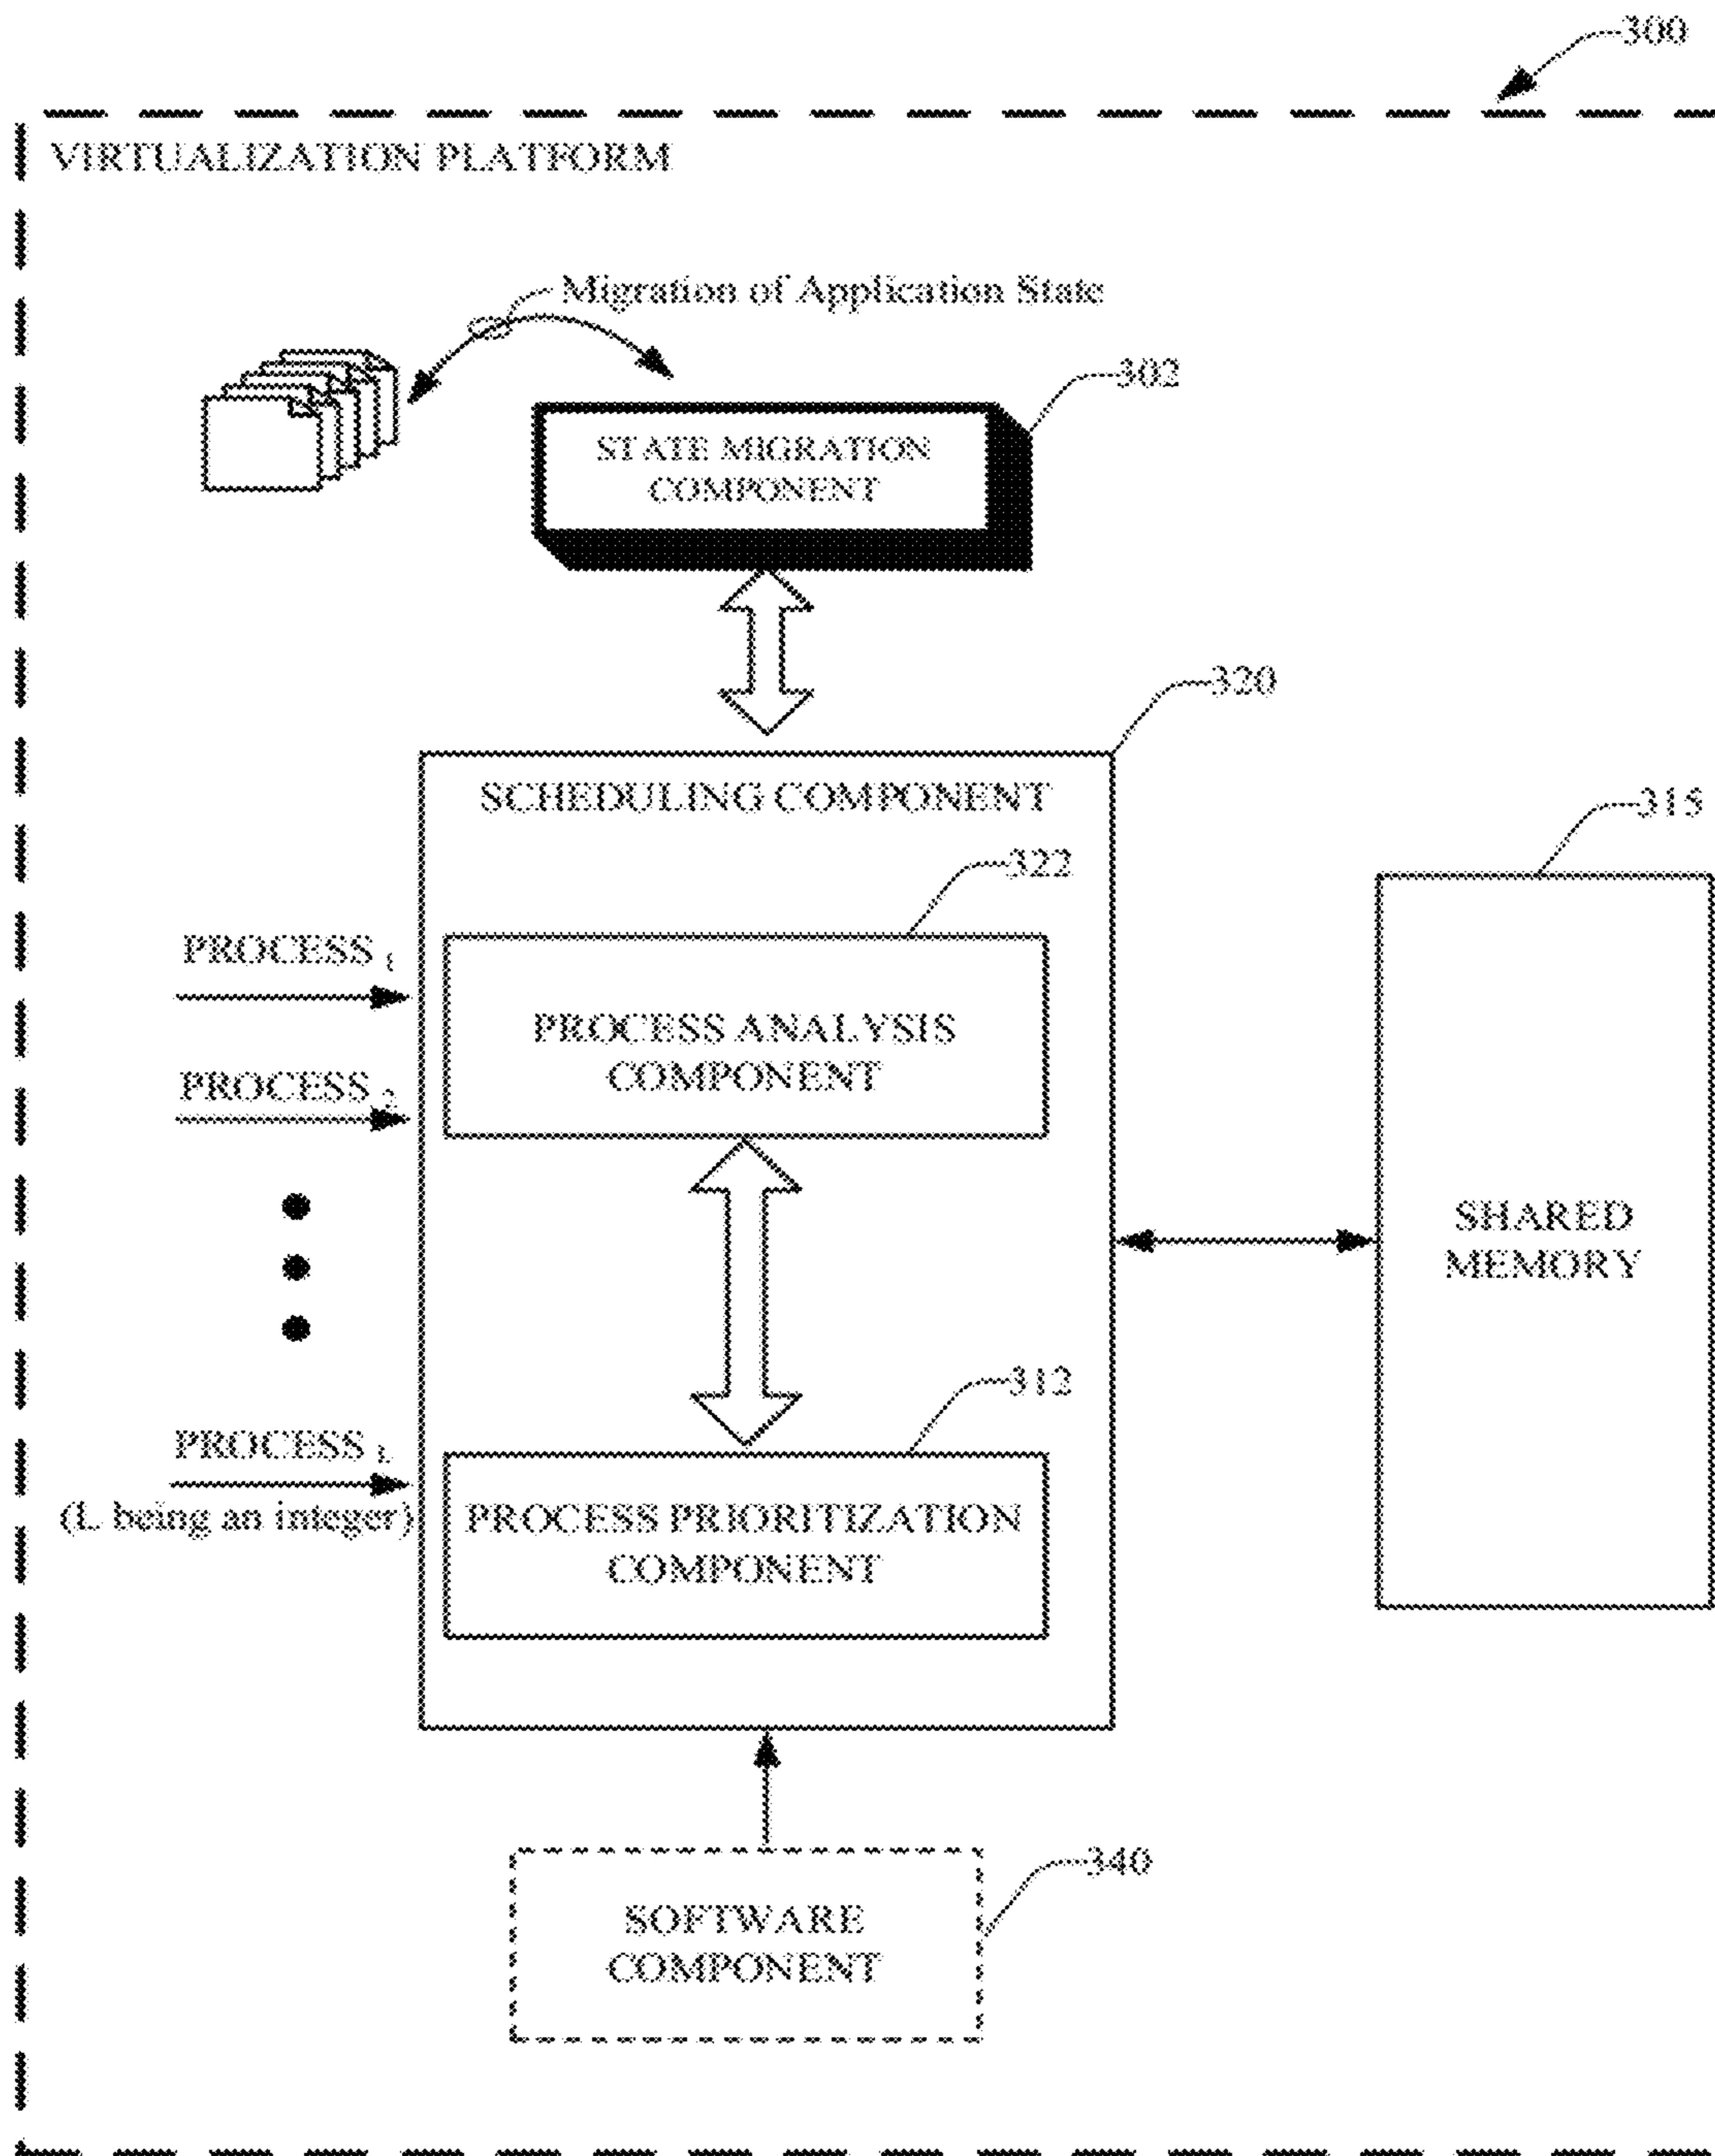 300
VIRTUALIZATION PLATFORM
Migration of Application State
302
STATE MIGRATION
COMPONENT
320
SCHEDULING COMPONENT
315
322
PROCESS 1
PROCESS ANALYSIS
COMPONENT
PROCESS 2
SHARED
MEMORY
312
PROCESS L
(L being an integer)
PROCESS PRIORITIZATION
COMPONENT
340
SOFTWARE
COMPONENT